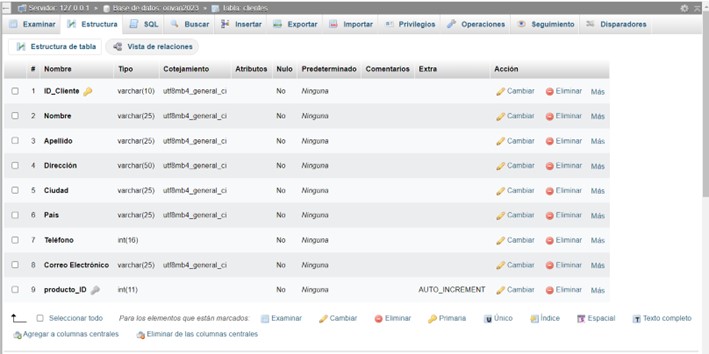 Servidor: 127.0.0.1 » Base de datos: orivan2023 » Tabla: clientes
Examinar Estructura SQL Buscar Insertar Exportar Importar Privilegios Operaciones Seguimiento Disparadores
Estructura de tabla Vista de relaciones
# Nombre Tipo Cotejamiento Atributos Nulo Predeterminado Comentarios Extra Acción
1 ID_Cliente varchar(10) utf8mb4_general_ci No Ninguna Cambiar Eliminar Más
2 Nombre varchar(25) utf8mb4_general_ci No Ninguna Cambiar Eliminar Más
3 Apellido varchar(25) utf8mb4_general_ci No Ninguna Cambiar Eliminar Más
4 Dirección varchar(50) utf8mb4_general_ci No Ninguna Cambiar Eliminar Más
5 Ciudad varchar(25) utf8mb4_general_ci No Ninguna Cambiar Eliminar Más
6 País varchar(25) utf8mb4_general_ci No Ninguna Cambiar Eliminar Más
7 Teléfono int(16) No Ninguna Cambiar Eliminar Más
8 Correo Electrónico varchar(25) utf8mb4_general_ci No Ninguna Cambiar Eliminar Más
9 producto_ID int(11) No Ninguna AUTO_INCREMENT Cambiar Eliminar Más
Seleccionar todo Para los elementos que están marcados: Examinar Cambiar Eliminar Primaria Único Índice Espacial Texto completo
Agregar a columnas centrales Eliminar de las columnas centrales